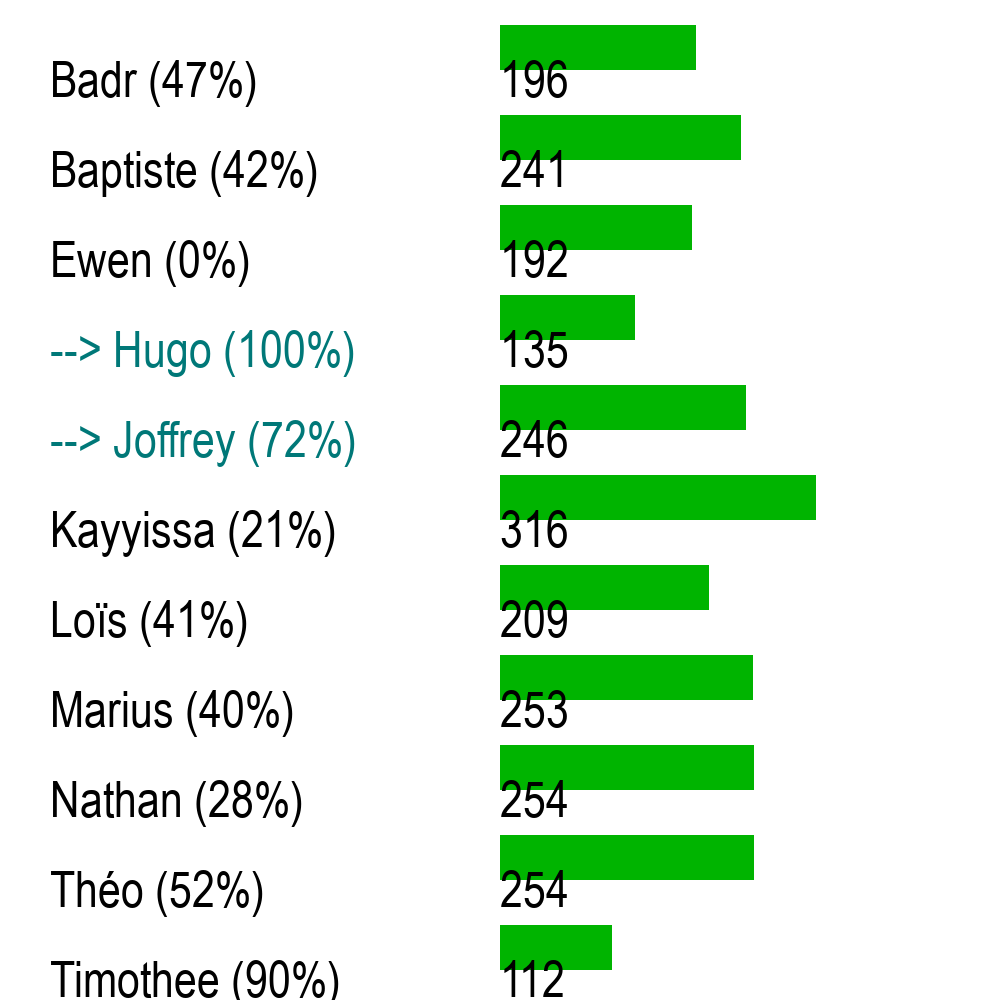 Badr (47%) 196
Baptiste (42%) 241
Ewen (0%) 192
--> Hugo (100%) 135
--> Joffrey (72%) 246
Kayyissa (21%) 316
Loïs (41%) 209
Marius (40%) 253
Nathan (28%) 254
Théo (52%) 254
Timothee (90%) 112